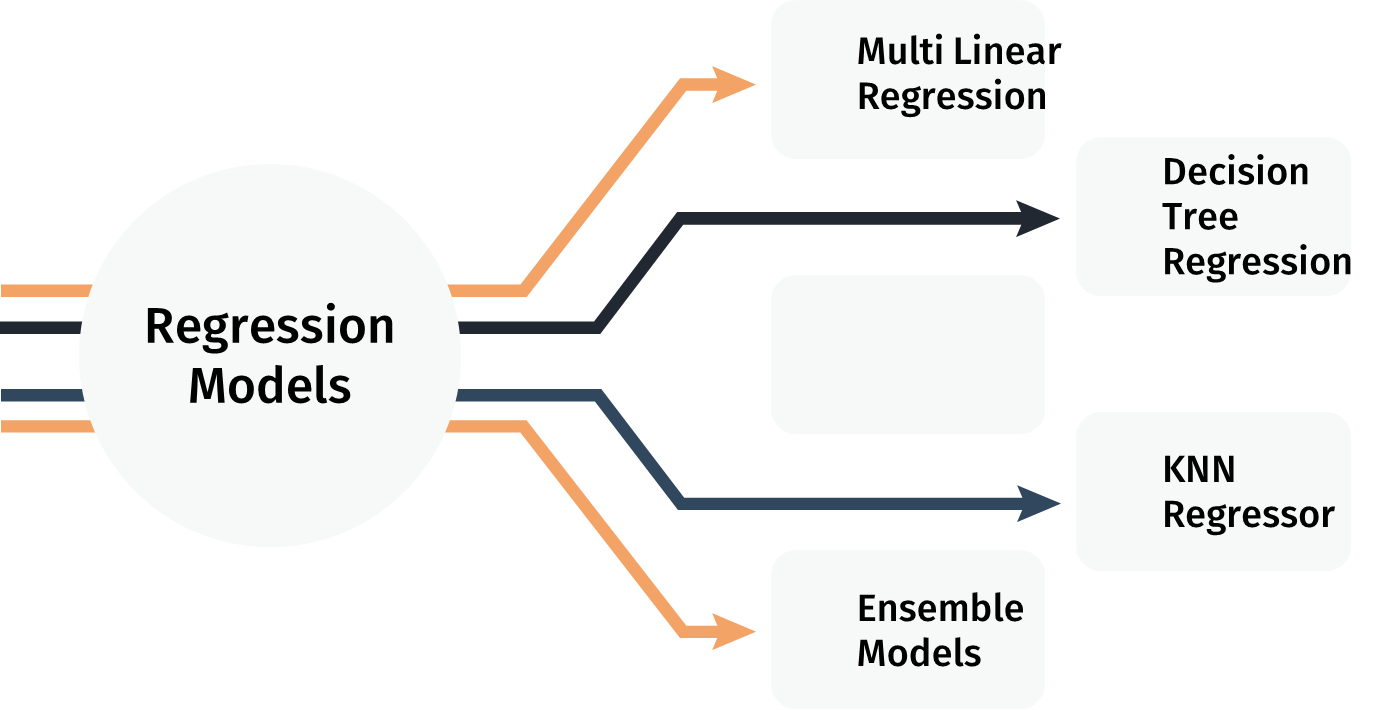 Regression
Models
Multi Linear
Regression
Decision
Tree
Regression
KNN
Regressor
Ensemble
Models